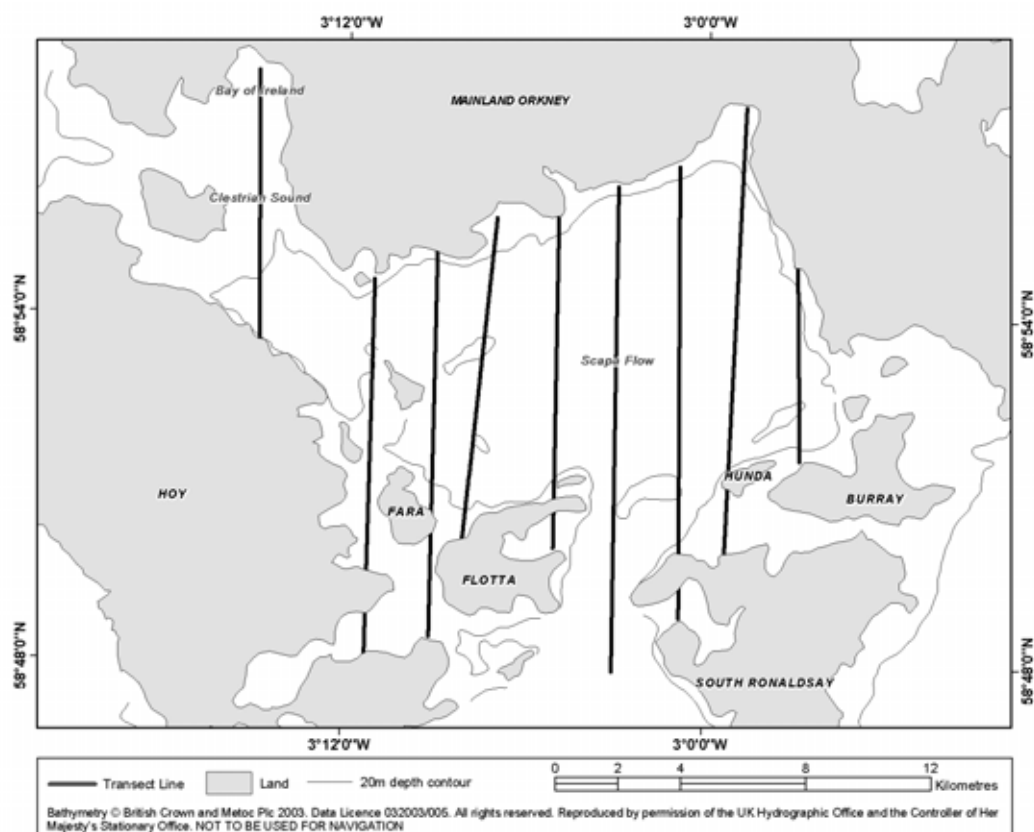 3°12'0"W 3°0'0"W
Bay of Ireland
MAINLAND ORKNEY
Clestrian Sound
58°54'0"N 58°54'0"N
Scapa Flow
HUNDA
HOY
BURRAY
FARA
FLOTTA
58°48'0"N 58°48'0"N
SOUTH RONALDSAY
3°12'0"W 3°0'0"W
Transect Line Land 20m depth contour 0 2 4 8 12 Kilometres
Bathymetry © British Crown and Metoc Plc 2003. Data Licence 032003/005. All rights reserved. Reproduced by permission of the UK Hydrographic Office and the Controller of Her
Majesty's Stationary Office. NOT TO BE USED FOR NAVIGATION